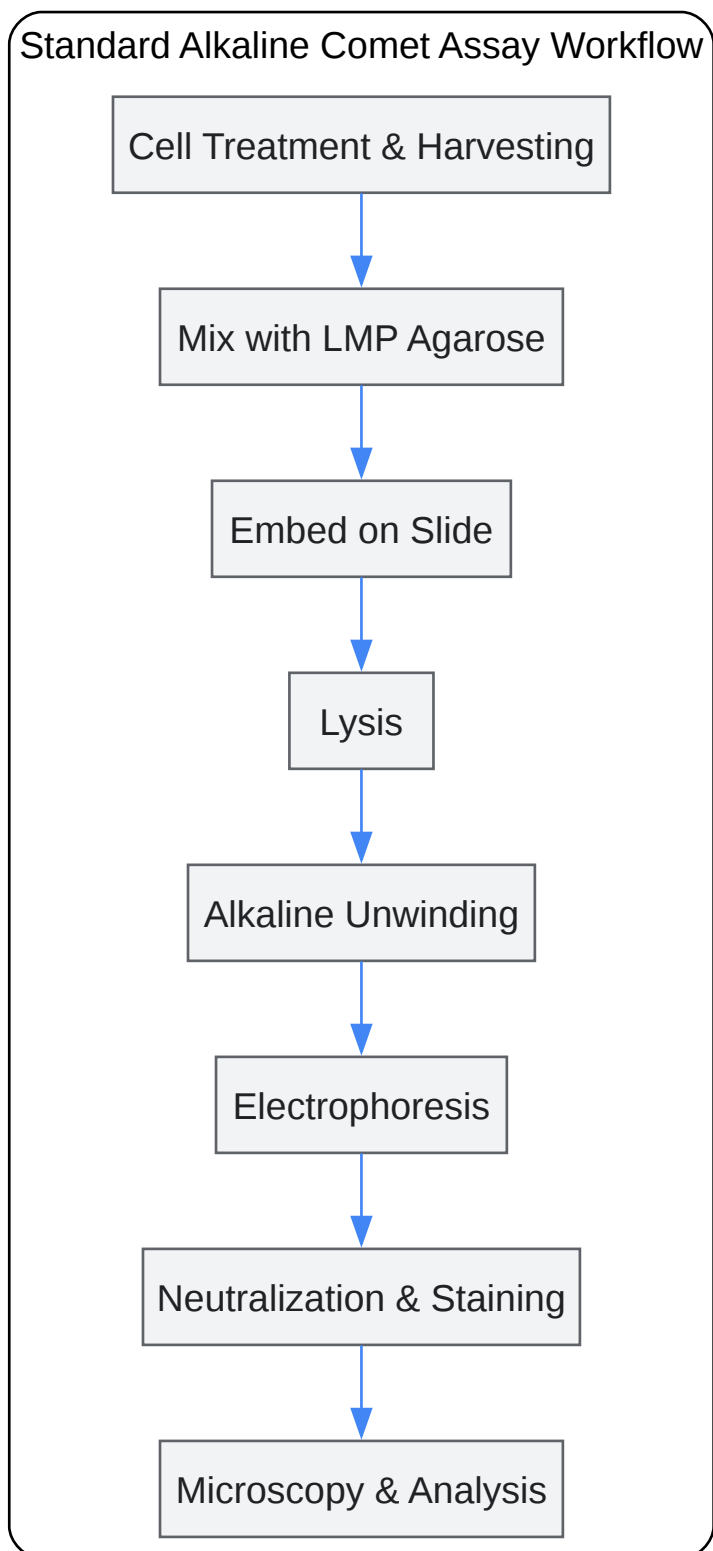 Standard Alkaline Comet Assay Workflow
Cell Treatment & Harvesting
Mix with LMP Agarose
Embed on Slide
Lysis
Alkaline Unwinding
Electrophoresis
Neutralization & Staining
Microscopy & Analysis